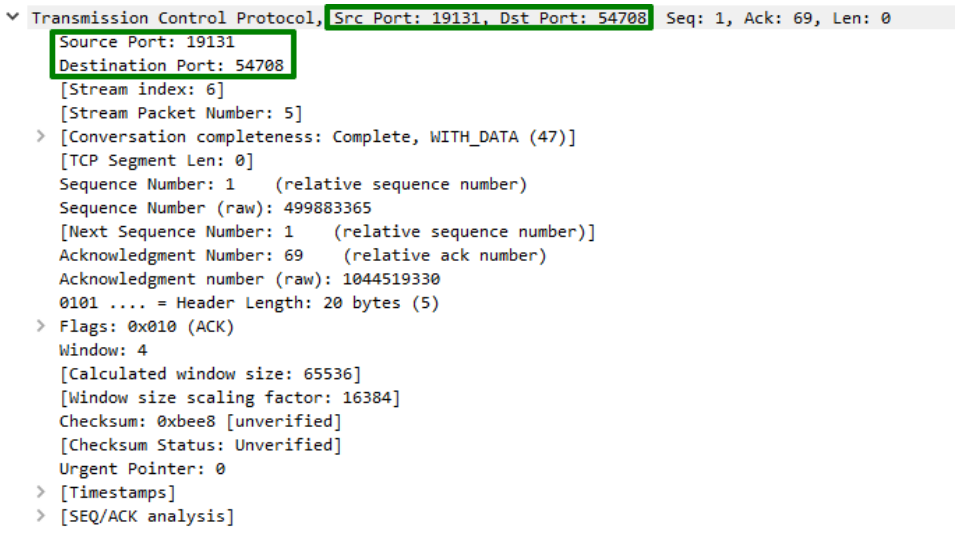 Transmission Control Protocol, Src Port: 19131, Dst Port: 54708, Seq: 1, Ack: 69, Len: 0
Source Port: 19131
Destination Port: 54708
[Stream index: 6]
[Stream Packet Number: 5]
[Conversation completeness: Complete, WITH_DATA (47)]
[TCP Segment Len: 0]
Sequence Number: 1    (relative sequence number)
Sequence Number (raw): 499883365
[Next Sequence Number: 1    (relative sequence number)]
Acknowledgment Number: 69    (relative ack number)
Acknowledgment number (raw): 1044519330
0101 .... = Header Length: 20 bytes (5)
Flags: 0x010 (ACK)
Window: 4
[Calculated window size: 65536]
[Window size scaling factor: 16384]
Checksum: 0xbee8 [unverified]
[Checksum Status: Unverified]
Urgent Pointer: 0
[Timestamps]
[SEQ/ACK analysis]